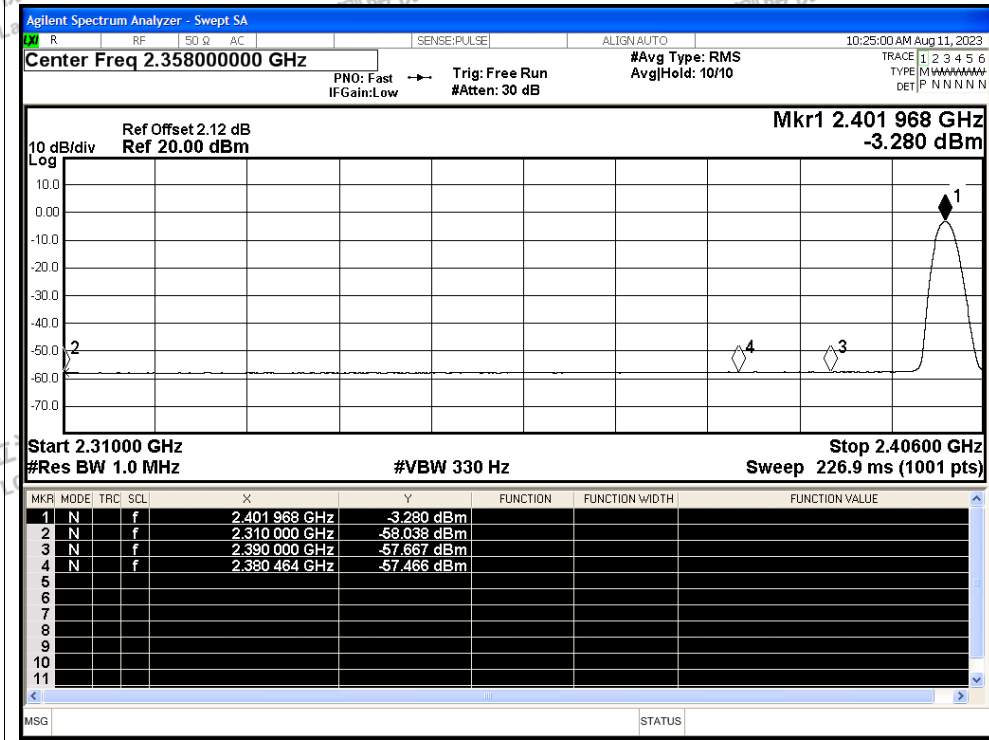 Agilent Spectrum Analyzer - Swept SA
LXI R RF 50 Ω AC SENSE:PULSE ALIGN AUTO 10:25:00 AM Aug 11, 2023
Center Freq 2.358000000 GHz #Avg Type: RMS TRACE 1 2 3 4 5 6
PNO: Fast Trig: Free Run Avg|Hold: 10/10 TYPE M WWWWW
IFGain:Low #Atten: 30 dB DET P N N N N N
Mkr1 2.401 968 GHz
Ref Offset 2.12 dB
10 dB/div Ref 20.00 dBm -3.280 dBm
Log
10.0
1
0.00
-10.0
-20.0
-30.0
-40.0
-50.0 2 4 3
-60.0
-70.0
Start 2.31000 GHz Stop 2.40600 GHz
#Res BW 1.0 MHz #VBW 330 Hz Sweep 226.9 ms (1001 pts)
MKR MODE TRC SCL X Y FUNCTION FUNCTION WIDTH FUNCTION VALUE
1 N f 2.401 968 GHz -3.280 dBm
2 N f 2.310 000 GHz -58.038 dBm
3 N f 2.390 000 GHz -57.667 dBm
4 N f 2.380 464 GHz -57.466 dBm
5
6
7
8
9
10
11
MSG STATUS